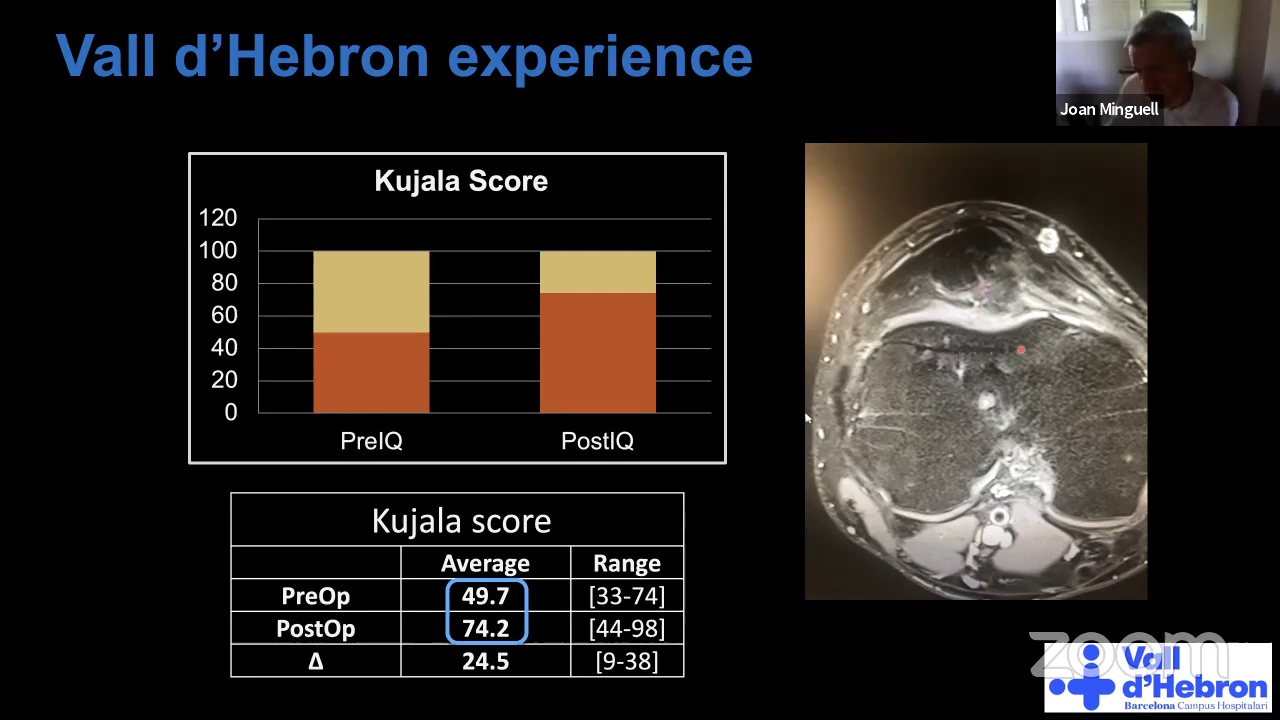 Vall d’Hebron experience
Joan Minguell
Kujala Score
120
100
80
60
40
20
0
PreIQ
PostIQ
Kujala score
Average
Range
PreOp
49.7
[33-74]
PostOp
74.2
[44-98]
Δ
24.5
[9-38]
zoom
Vall
d’Hebron
Barcelona Campus Hospitalari